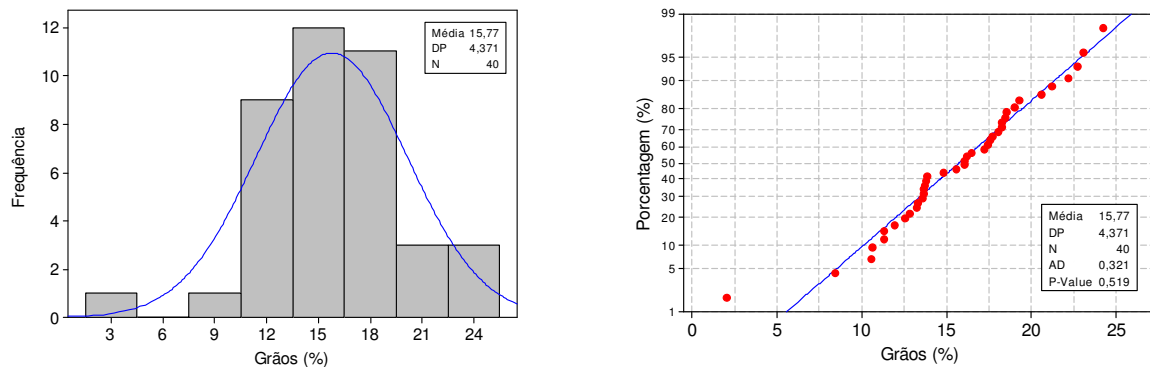 12
10
8
6
4
2
0
Frequência
3 6 9 12 15 18 21 24
Grãos (%)
Média 15,77
DP 4,371
N 40
99
95
90
80
70
60
50
40
30
20
10
5
1
Porcentagem (%)
0 5 10 15 20 25
Grãos (%)
Média 15,77
DP 4,371
N 40
AD 0,321
P-Value 0,519